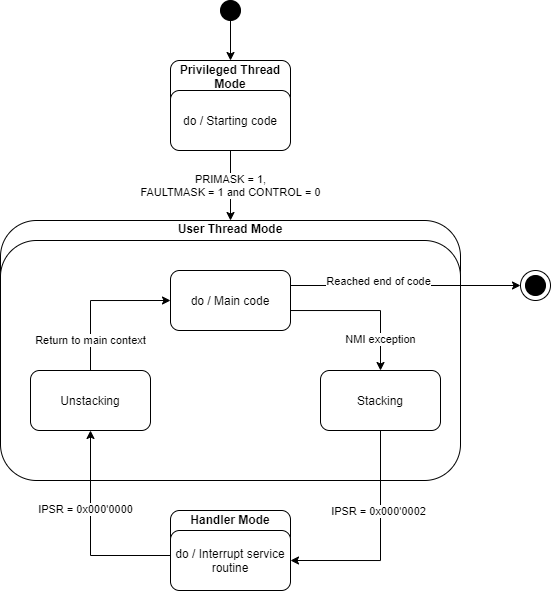 Privileged Thread
Mode
do / Starting code
PRIMASK = 1,
FAULTMASK = 1 and CONTROL = 0
User Thread Mode
Reached end of code
do / Main code
NMI exception
Return to main context
Unstacking
Stacking
IPSR = 0x000'0000
IPSR = 0x000'0002
Handler Mode
do / Interrupt service
routine